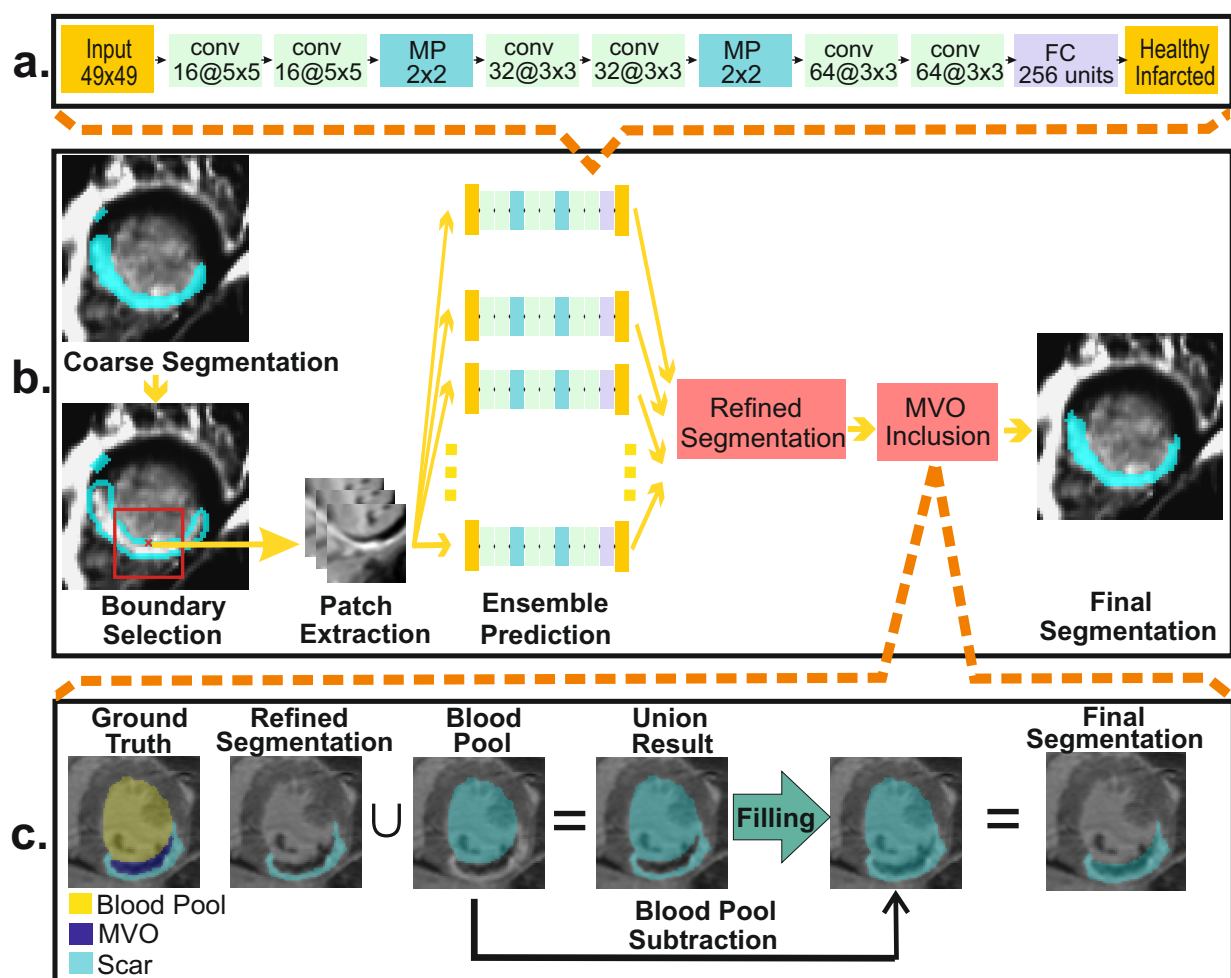 a.
Input
49x49
conv
16@5x5
conv
16@5x5
MP
2x2
conv
32@3x3
conv
32@3x3
MP
2x2
conv
64@3x3
conv
64@3x3
FC
256 units
Healthy
Infarcted
b.
Coarse Segmentation
Boundary
Selection
Patch
Extraction
Ensemble
Prediction
Refined
Segmentation
MVO
Inclusion
Final
Segmentation
c.
Ground
Truth
Refined
Segmentation
∪
Blood
Pool
=
Union
Result
Filling
=
Final
Segmentation
Blood Pool
MVO
Scar
Blood Pool
Subtraction